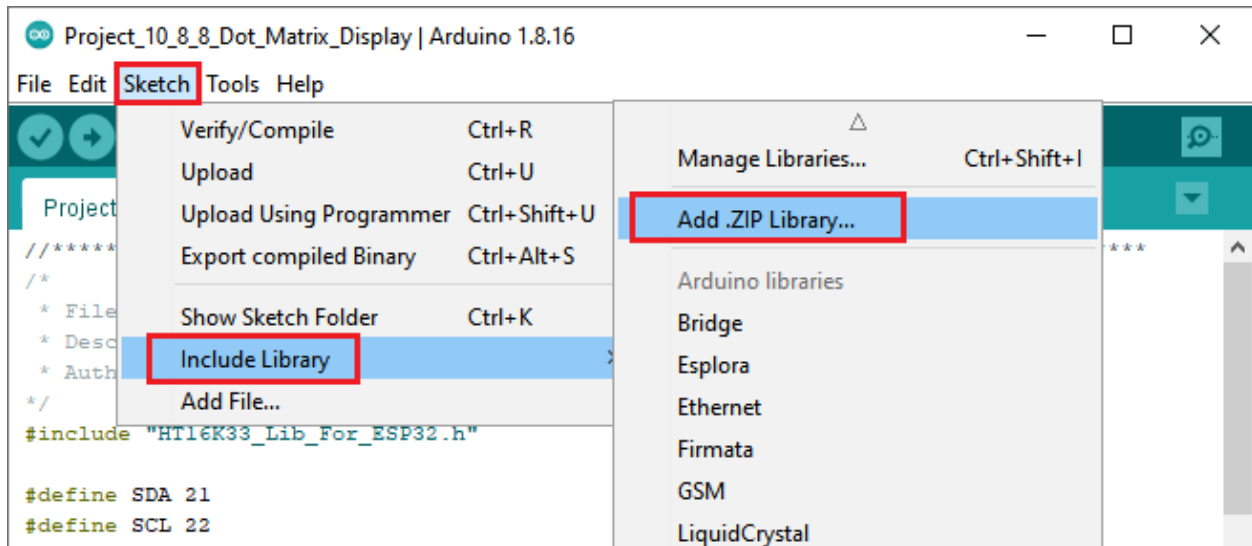 Project_10_8_8_Dot_Matrix_Display | Arduino 1.8.16
File Edit Sketch Tools Help
Verify/Compile Ctrl+R
Upload Ctrl+U
Upload Using Programmer Ctrl+Shift+U
Export compiled Binary Ctrl+Alt+S
Show Sketch Folder Ctrl+K
Include Library
Add File...
Manage Libraries... Ctrl+Shift+I
Add .ZIP Library...
Arduino libraries
Bridge
Esplora
Ethernet
Firmata
GSM
LiquidCrystal
Project
//***** ***
/*
* File
* Desc
* Auth
*/
#include "HT16K33_Lib_For_ESP32.h"
#define SDA 21
#define SCL 22